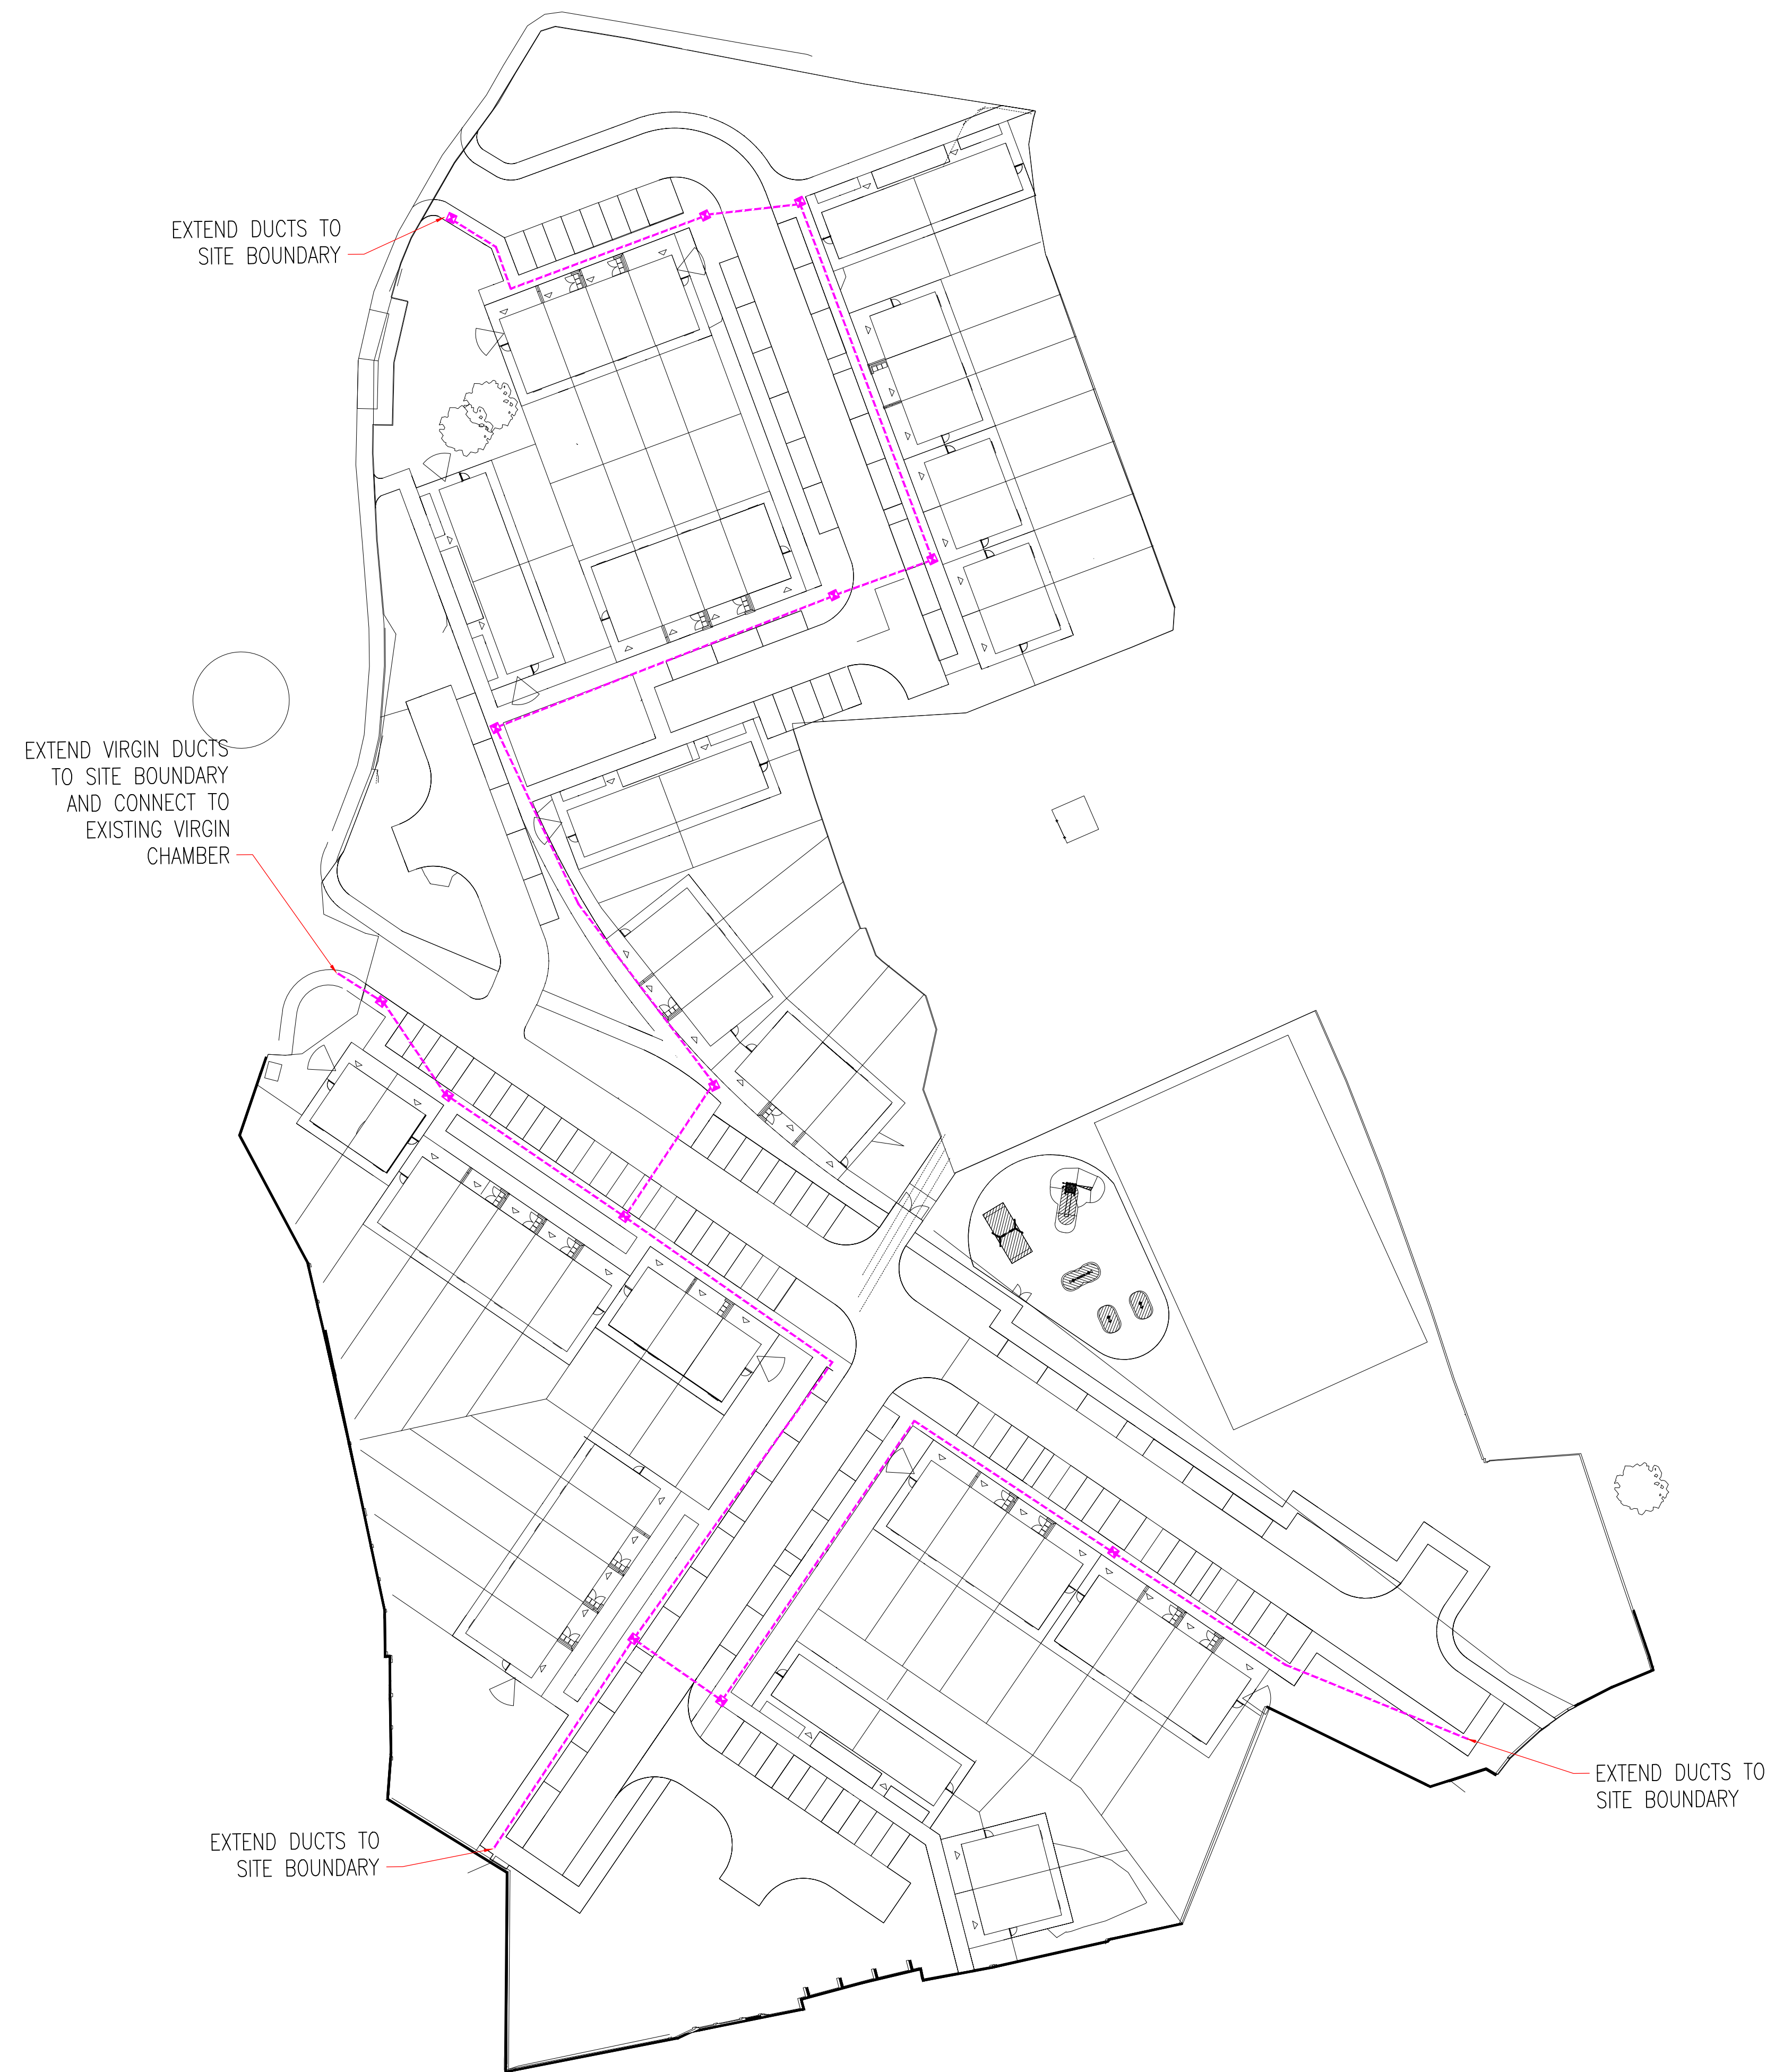 EXTEND DUCTS TO
SITE BOUNDARY
EXTEND VIRGIN DUCTS
TO SITE BOUNDARY
AND CONNECT TO
EXISTING VIRGIN
CHAMBER
EXTEND DUCTS TO
SITE BOUNDARY
EXTEND DUCTS TO
SITE BOUNDARY